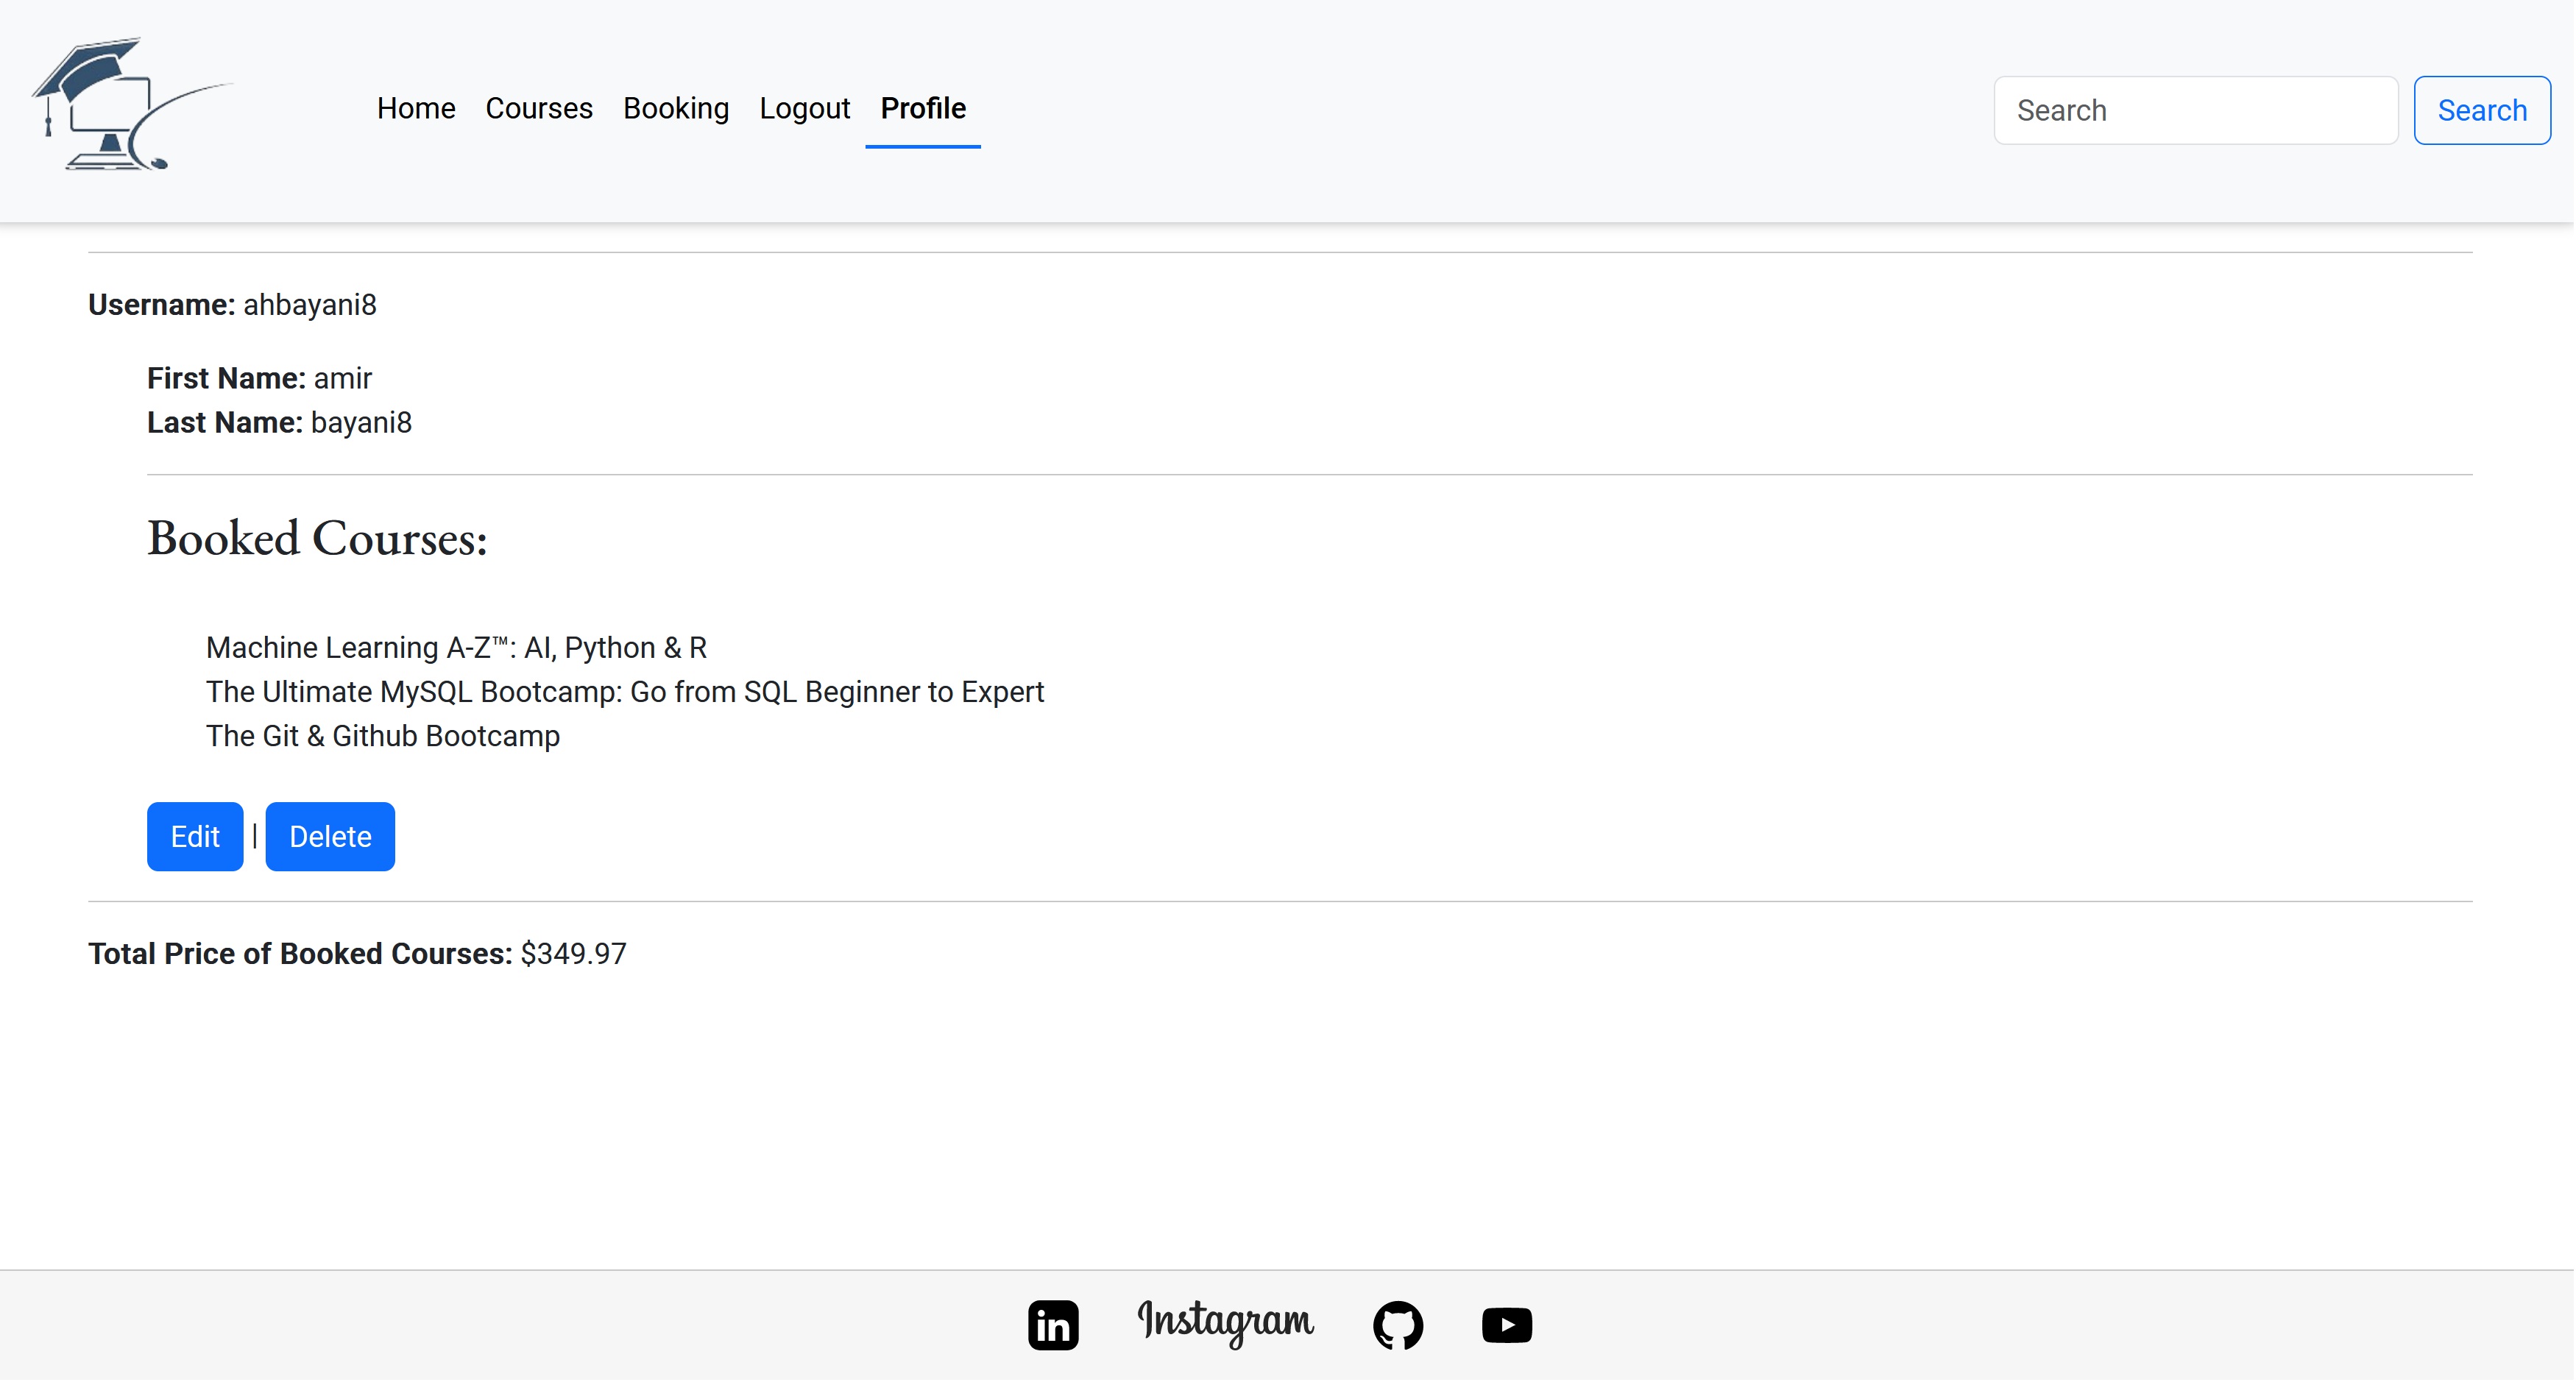 Home Courses Booking Logout Profile Search Search
Username: ahbayani8
First Name: amir
Last Name: bayani8
Booked Courses:
Machine Learning A-Z™: AI, Python & R
The Ultimate MySQL Bootcamp: Go from SQL Beginner to Expert
The Git & Github Bootcamp
Edit | Delete
Total Price of Booked Courses: $349.97
in Instagram